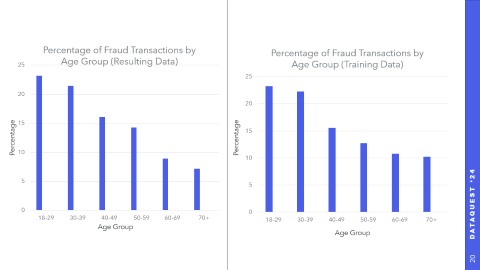 Percentage of Fraud Transactions by
Age Group (Resulting Data)
25
20
15
10
5
0
Percentage
18-29 30-39 40-49 50-59 60-69 70+
Age Group
Percentage of Fraud Transactions by
Age Group (Training Data)
25
20
15
10
5
0
Percentage
18-29 30-39 40-49 50-59 60-69 70+
Age Group
DATAQUEST '24
20